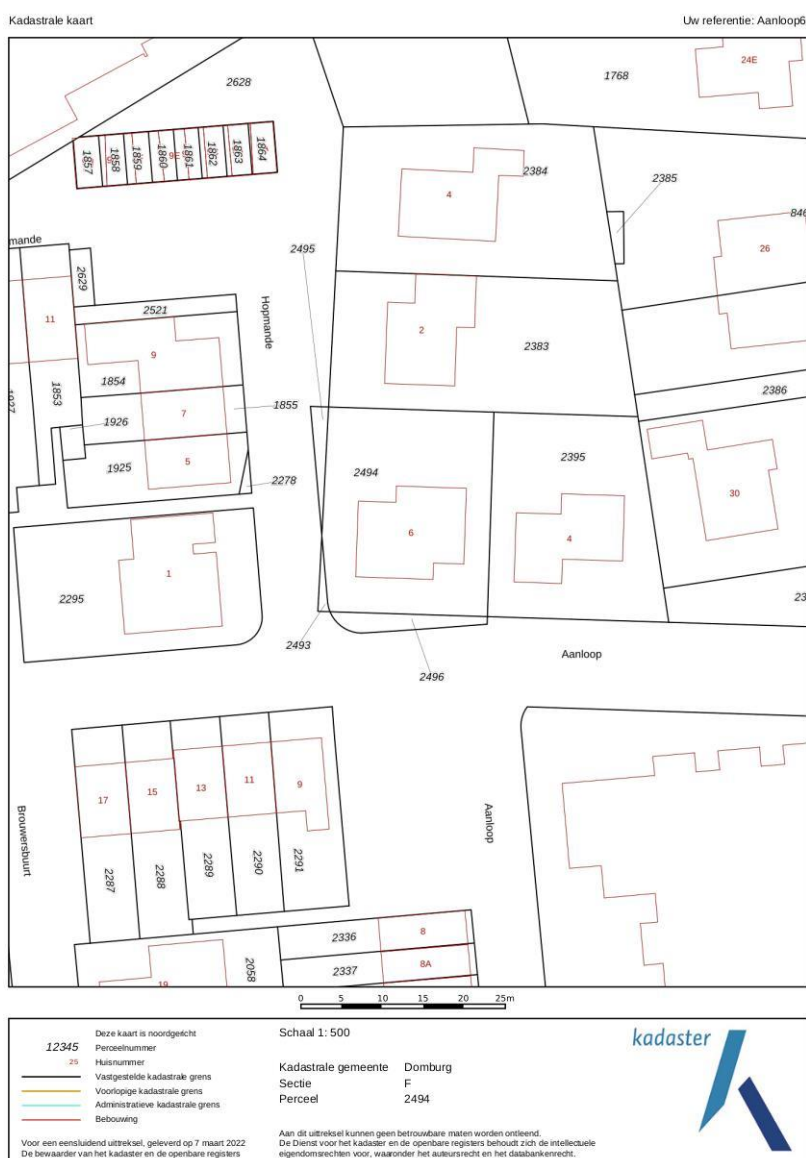 Kadastrale kaart
Uw referentie: Aanloop6
2628
1768
24E
1857
1858
1859
1860
9E
1861
1862
1863
1864
4
2384
2385
846
26
mande
2495
2629
Hopmande
2521
11
9
2
2383
1854
1853
1927
7
1855
1926
2386
1925
5
2278
2494
2395
6
4
30
1
2295
2493
2496
Aanloop
17
15
13
11
9
Brouwersbuurt
Aanloop
2287
2288
2289
2290
2291
2336
8
2337
8A
2058
19
0 5 10 15 20 25m
Deze kaart is noordgericht
12345 Perceelnummer
25 Huisnummer
Vastgestelde kadastrale grens
Voorlopige kadastrale grens
Administratieve kadastrale grens
Bebouwing
Voor een eensluidend uittreksel, geleverd op 7 maart 2022
De bewaarder van het kadaster en de openbare registers
Schaal 1: 500
Kadastrale gemeente Domburg
Sectie F
Perceel 2494
Aan dit uittreksel kunnen geen betrouwbare maten worden ontleend.
De Dienst voor het kadaster en de openbare registers behoudt zich de intellectuele
eigendomsrechten voor, waaronder het auteursrecht en het databankenrecht.
kadaster